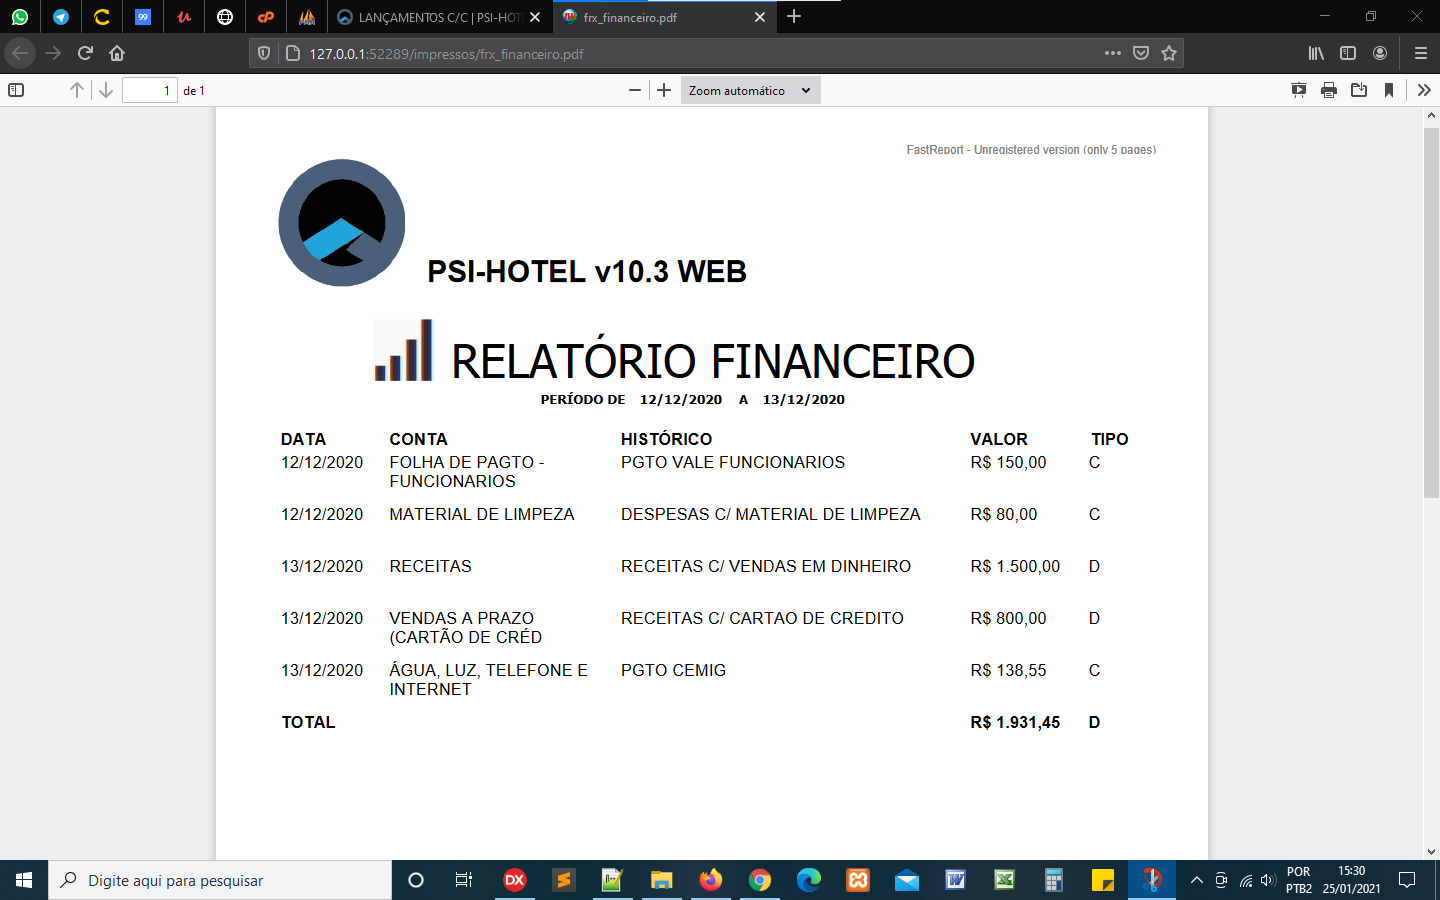 99
LANÇAMENTOS C/C | PSI-HOT
frx_financeiro.pdf
127.0.0.1:52289/impressos/frx_financeiro.pdf
1 de 1
Zoom automático
FastReport - Unregistered version (only 5 pages)
PSI-HOTEL v10.3 WEB
RELATÓRIO FINANCEIRO
PERÍODO DE 12/12/2020 A 13/12/2020
DATA CONTA HISTÓRICO VALOR TIPO
12/12/2020 FOLHA DE PAGTO - PGTO VALE FUNCIONARIOS R$ 150,00 C
FUNCIONARIOS
12/12/2020 MATERIAL DE LIMPEZA DESPESAS C/ MATERIAL DE LIMPEZA R$ 80,00 C
13/12/2020 RECEITAS RECEITAS C/ VENDAS EM DINHEIRO R$ 1.500,00 D
13/12/2020 VENDAS A PRAZO RECEITAS C/ CARTAO DE CREDITO R$ 800,00 D
(CARTÃO DE CRÉD
13/12/2020 ÁGUA, LUZ, TELEFONE E PGTO CEMIG R$ 138,55 C
INTERNET
TOTAL R$ 1.931,45 D
Digite aqui para pesquisar
DX
POR
PTB2
15:30
25/01/2021